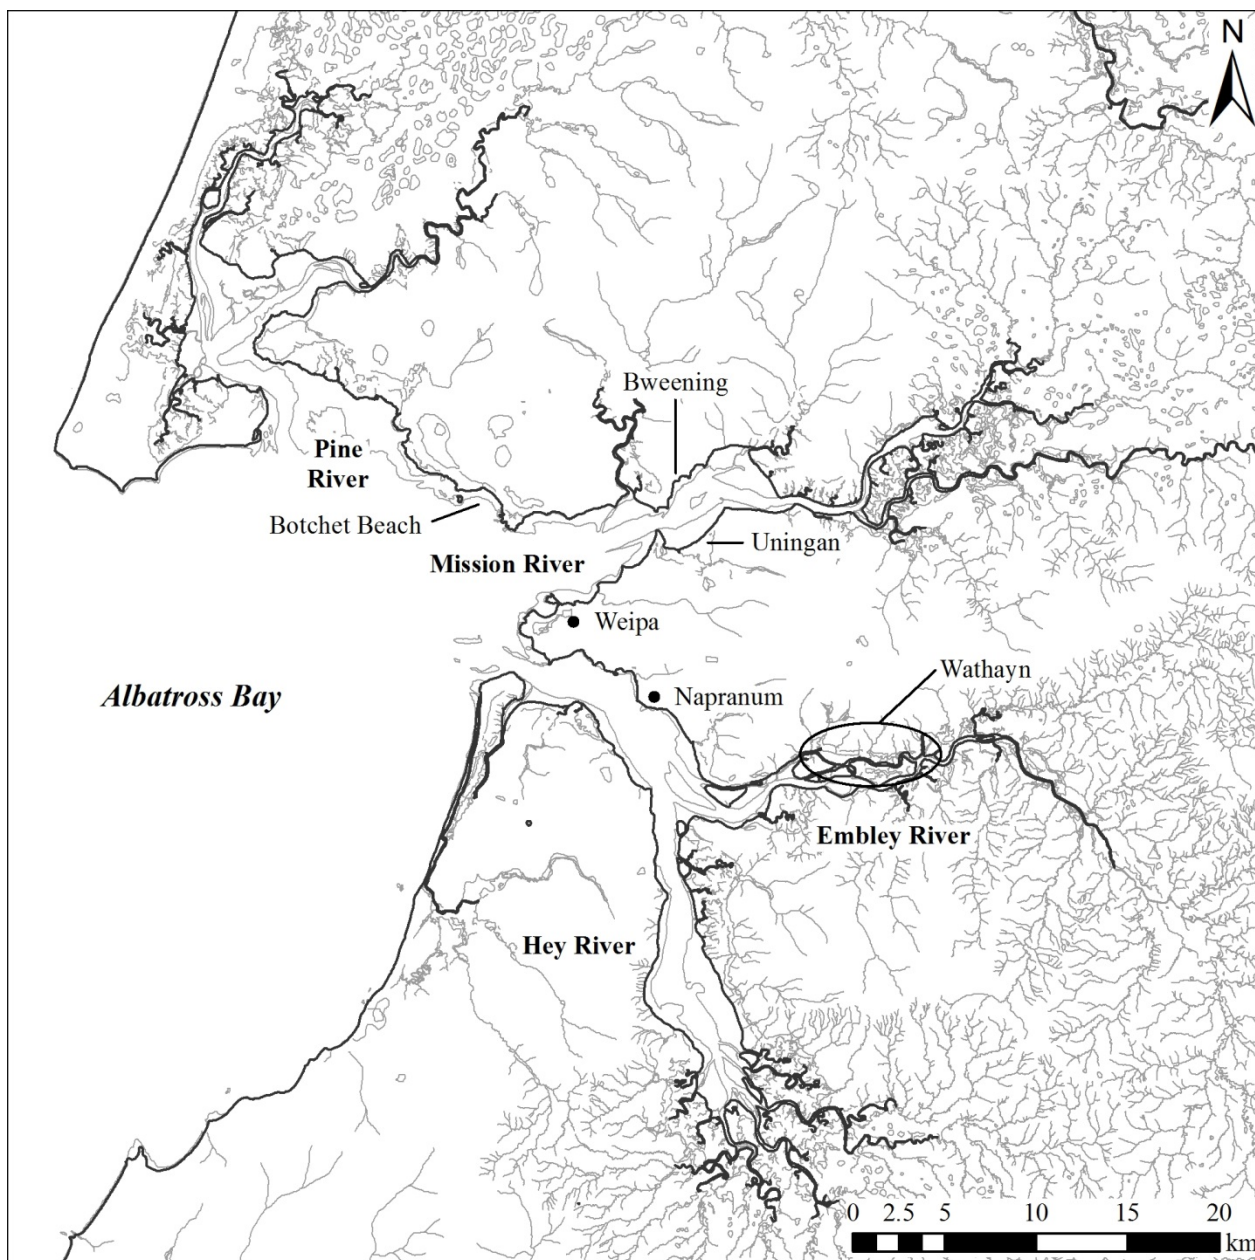 N
Bweening
Pine
River
Botchet Beach
Uningan
Mission River
Weipa
Wathayn
Albatross Bay
Napranum
Embley River
Hey River
0 2.5 5 10 15 20
km